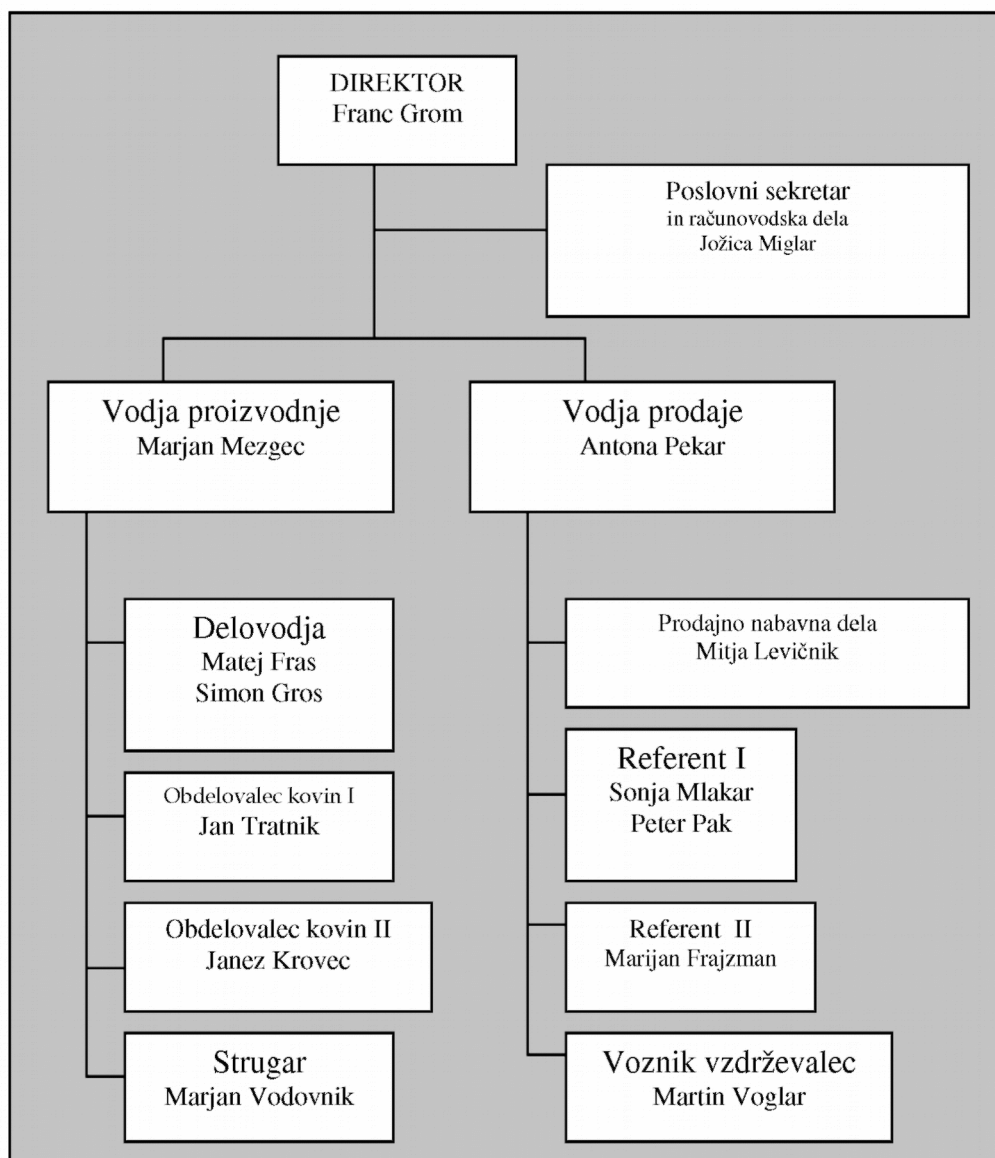 DIREKTOR
Franc Grom
Poslovni sekretar
in računovodska dela
Jožica Miglar
Vodja proizvodnje
Marjan Mezgec
Vodja prodaje
Antona Pekar
Delovodja
Matej Fras
Simon Gros
Obdelovalec kovin I
Jan Tratnik
Obdelovalec kovin II
Janez Krovec
Strugar
Marjan Vodovnik
Prodajno nabavna dela
Mitja Levičnik
Referent I
Sonja Mlakar
Peter Pak
Referent II
Marijan Frajzman
Voznik vzdrževalec
Martin Voglar